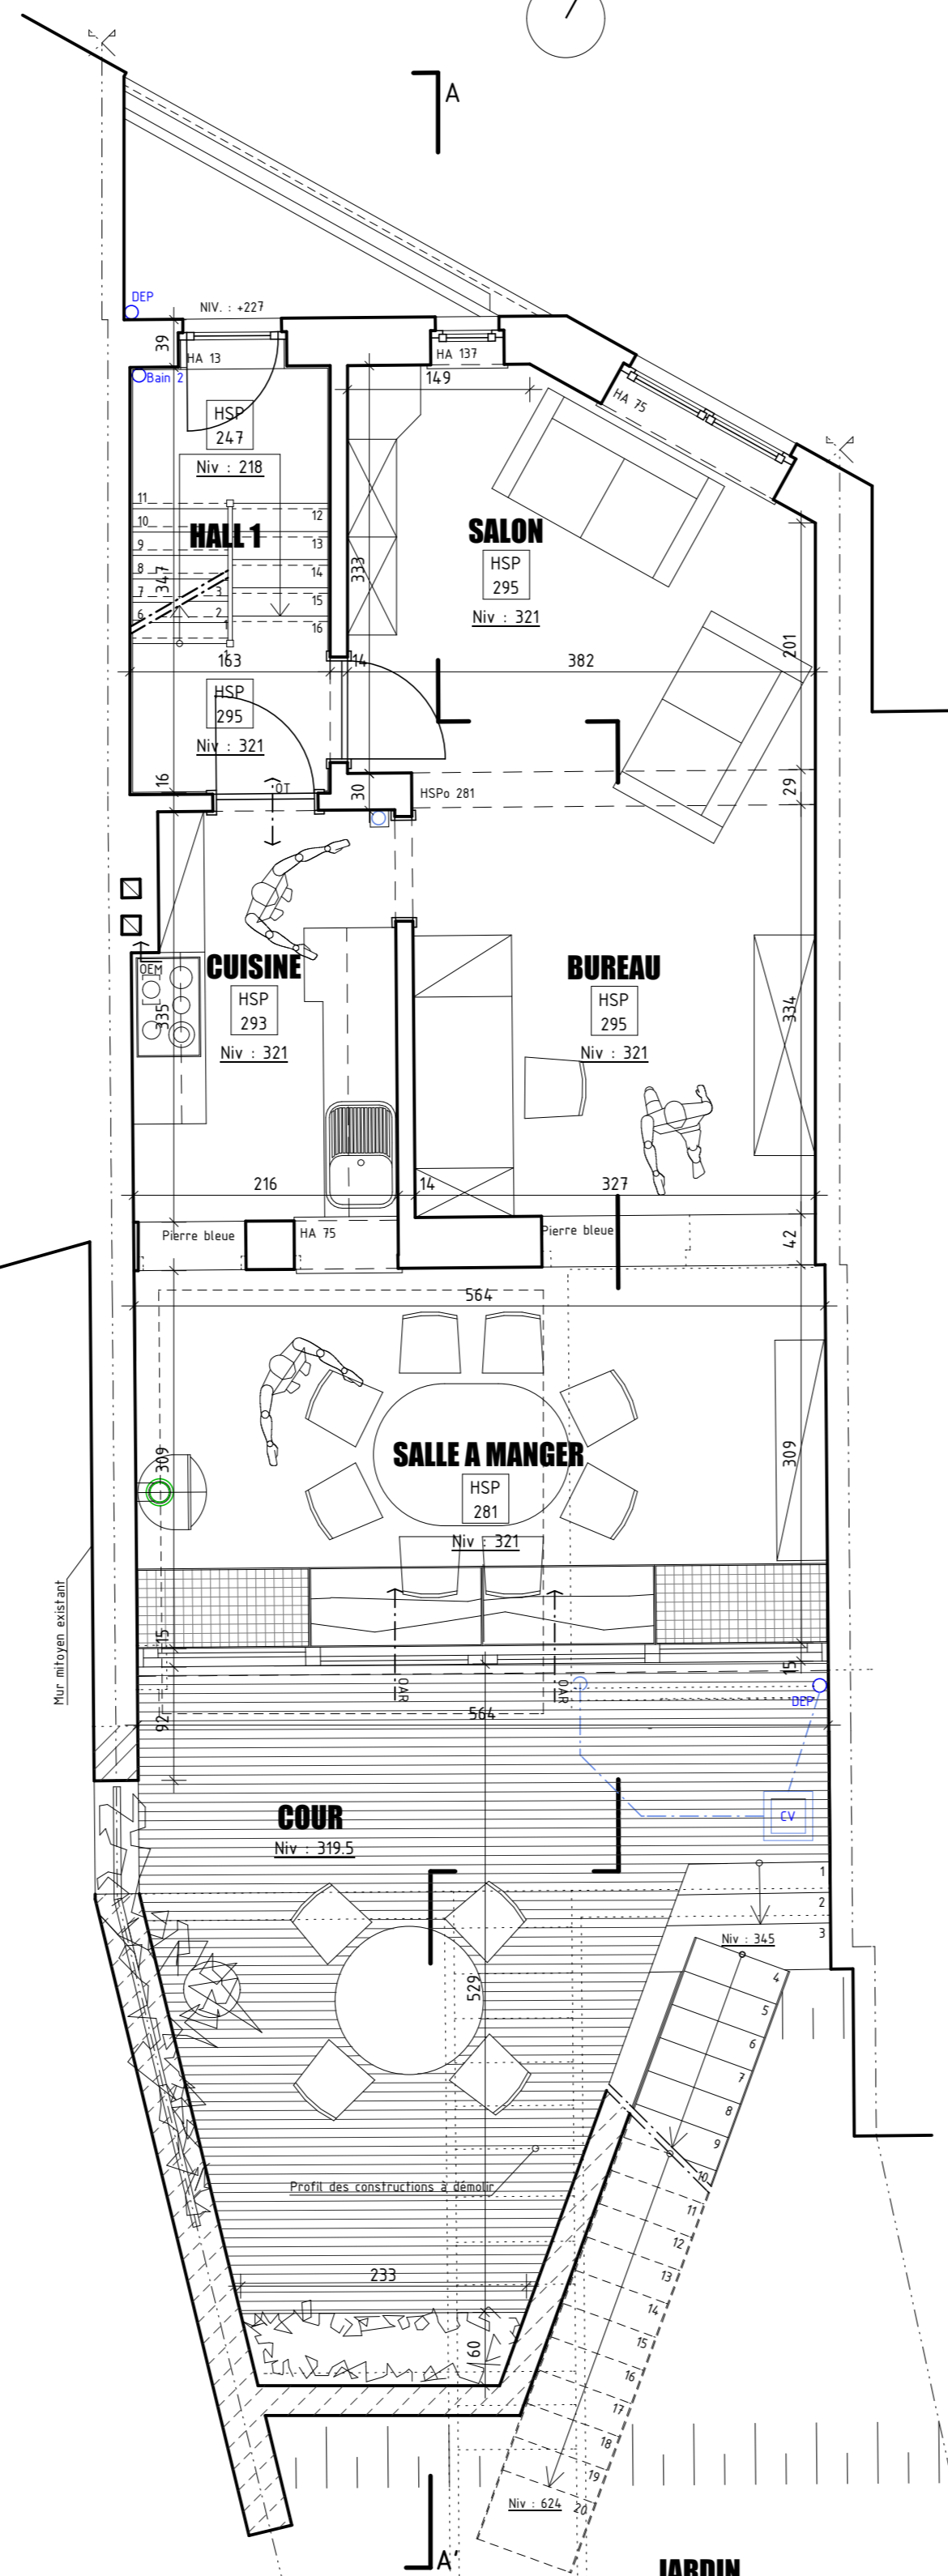 A
DEP
NIV. : +227
39
HA 13
HA 137
Bain 2
149
HA 75
HSP
247
Niv : 218
11
10
9
8
7
6
HALL 1
12
13
14
15
16
3
2
1
347
333
SALON
HSP
295
Niv : 321
163
14
382
201
HSP
295
Niv : 321
16
OT
30
HSPo 281
29
OEM
CUISINE
HSP
293
Niv : 321
335
BUREAU
HSP
295
Niv : 321
334
216
14
327
Pierre bleue
HA 75
Pierre bleue
42
564
SALLE A MANGER
HSP
281
Niv : 321
309
309
Mur mitoyen existant
15
15
OAR
OAR
DEP
564
92
CV
COUR
Niv : 319.5
1
2
3
Niv : 345
4
5
6
7
8
9
10
529
Profil des constructions à démolir
11
12
13
14
15
16
17
18
19
20
233
60
Niv : 624
A'
JARDIN